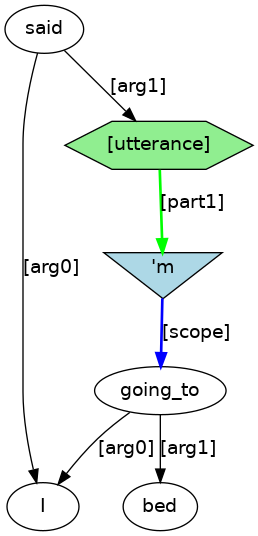 said
[arg1]
[utterance]
[part1]
'm
[arg0]
[scope]
going_to
[arg0] [arg1]
I bed